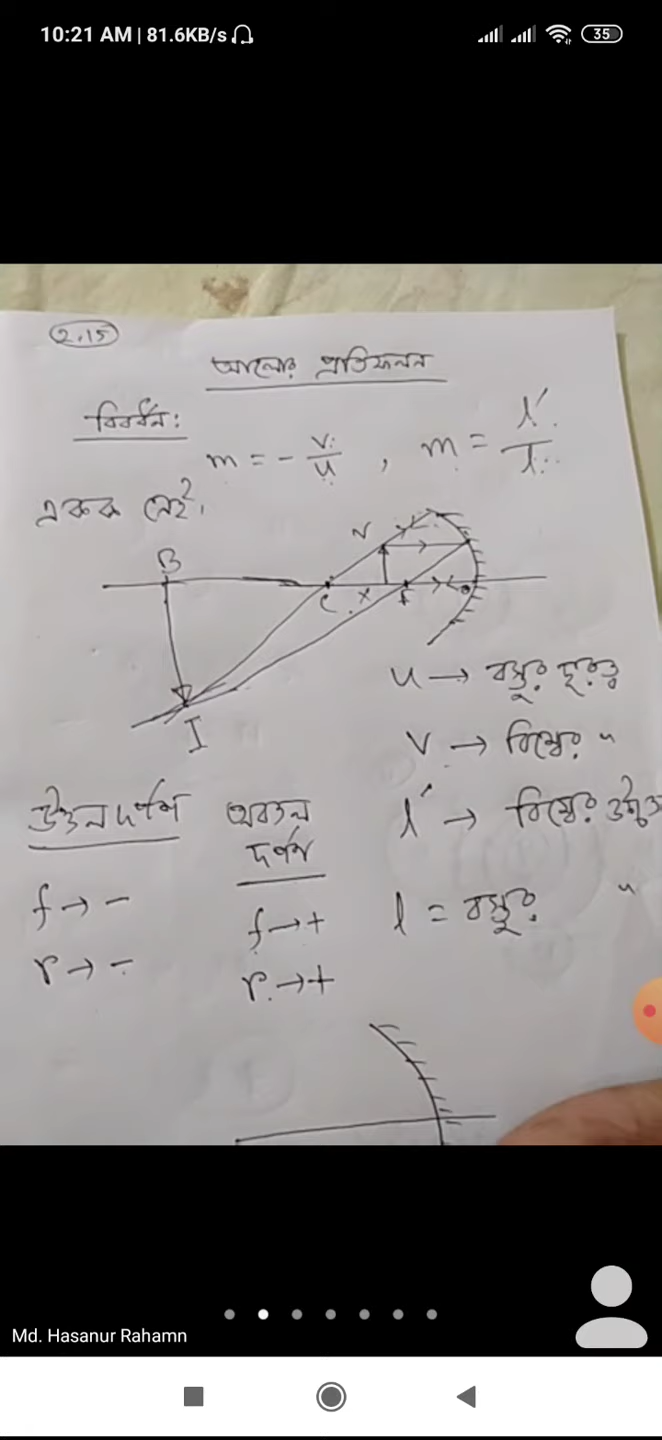 10:21 AM | 81.6KB/s
35
2.15
আলোর প্রতিফলন
বিবর্ধন:
m = - v/u , m = l′/l
একক নেই।
N
B
C x F
I
u → বস্তুর দূরত্ব
v → বিম্বের "
l′ → বিম্বের উচ্চতা
l = বস্তুর "
উত্তল দর্পণ
f → -
r → -
অবতল
দর্পণ
f → +
r → +
Md. Hasanur Rahamn